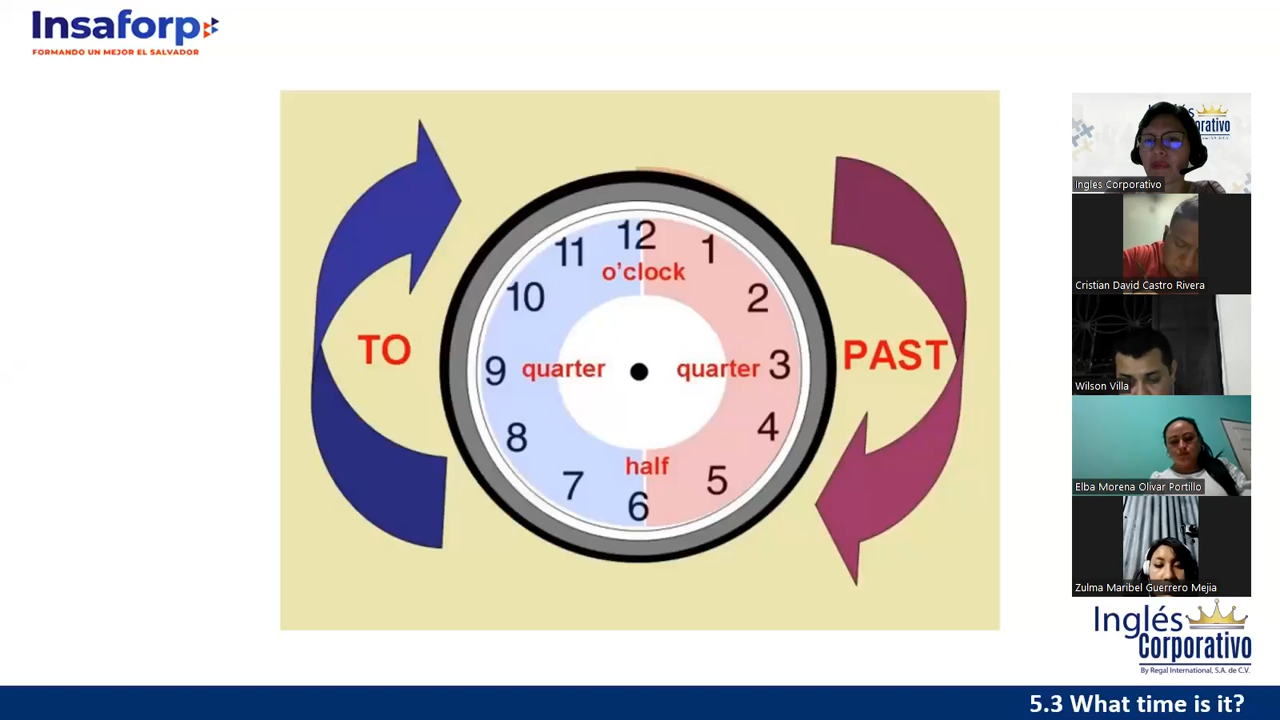 Insaforp
FORMANDO UN MEJOR EL SALVADOR
12
o'clock
11
1
10
2
TO
9
quarter
quarter
3
PAST
8
4
half
7
5
6
Inglés
Corporativo
Ingles Corporativo
Cristian David Castro Rivera
Wilson Villa
Elba Morena Olivar Portillo
Zulma Maribel Guerrero Mejia
Inglés
Corporativo
By Regal International, S.A. de C.V.
5.3 What time is it?